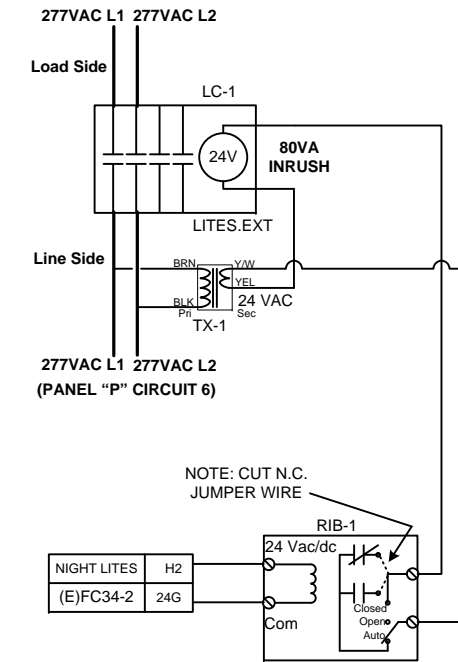 277VAC L1 277VAC L2
Load Side
LC-1
24V
80VA
INRUSH
LITES.EXT
Line Side
BRN
Y/W
YEL
BLK
24 VAC
Pri
Sec
TX-1
277VAC L1 277VAC L2
(PANEL “P” CIRCUIT 6)
NOTE: CUT N.C.
JUMPER WIRE
RIB-1
24 Vac/dc
NIGHT LITES H2
(E)FC34-2 24G
Closed
Open
Com
Auto